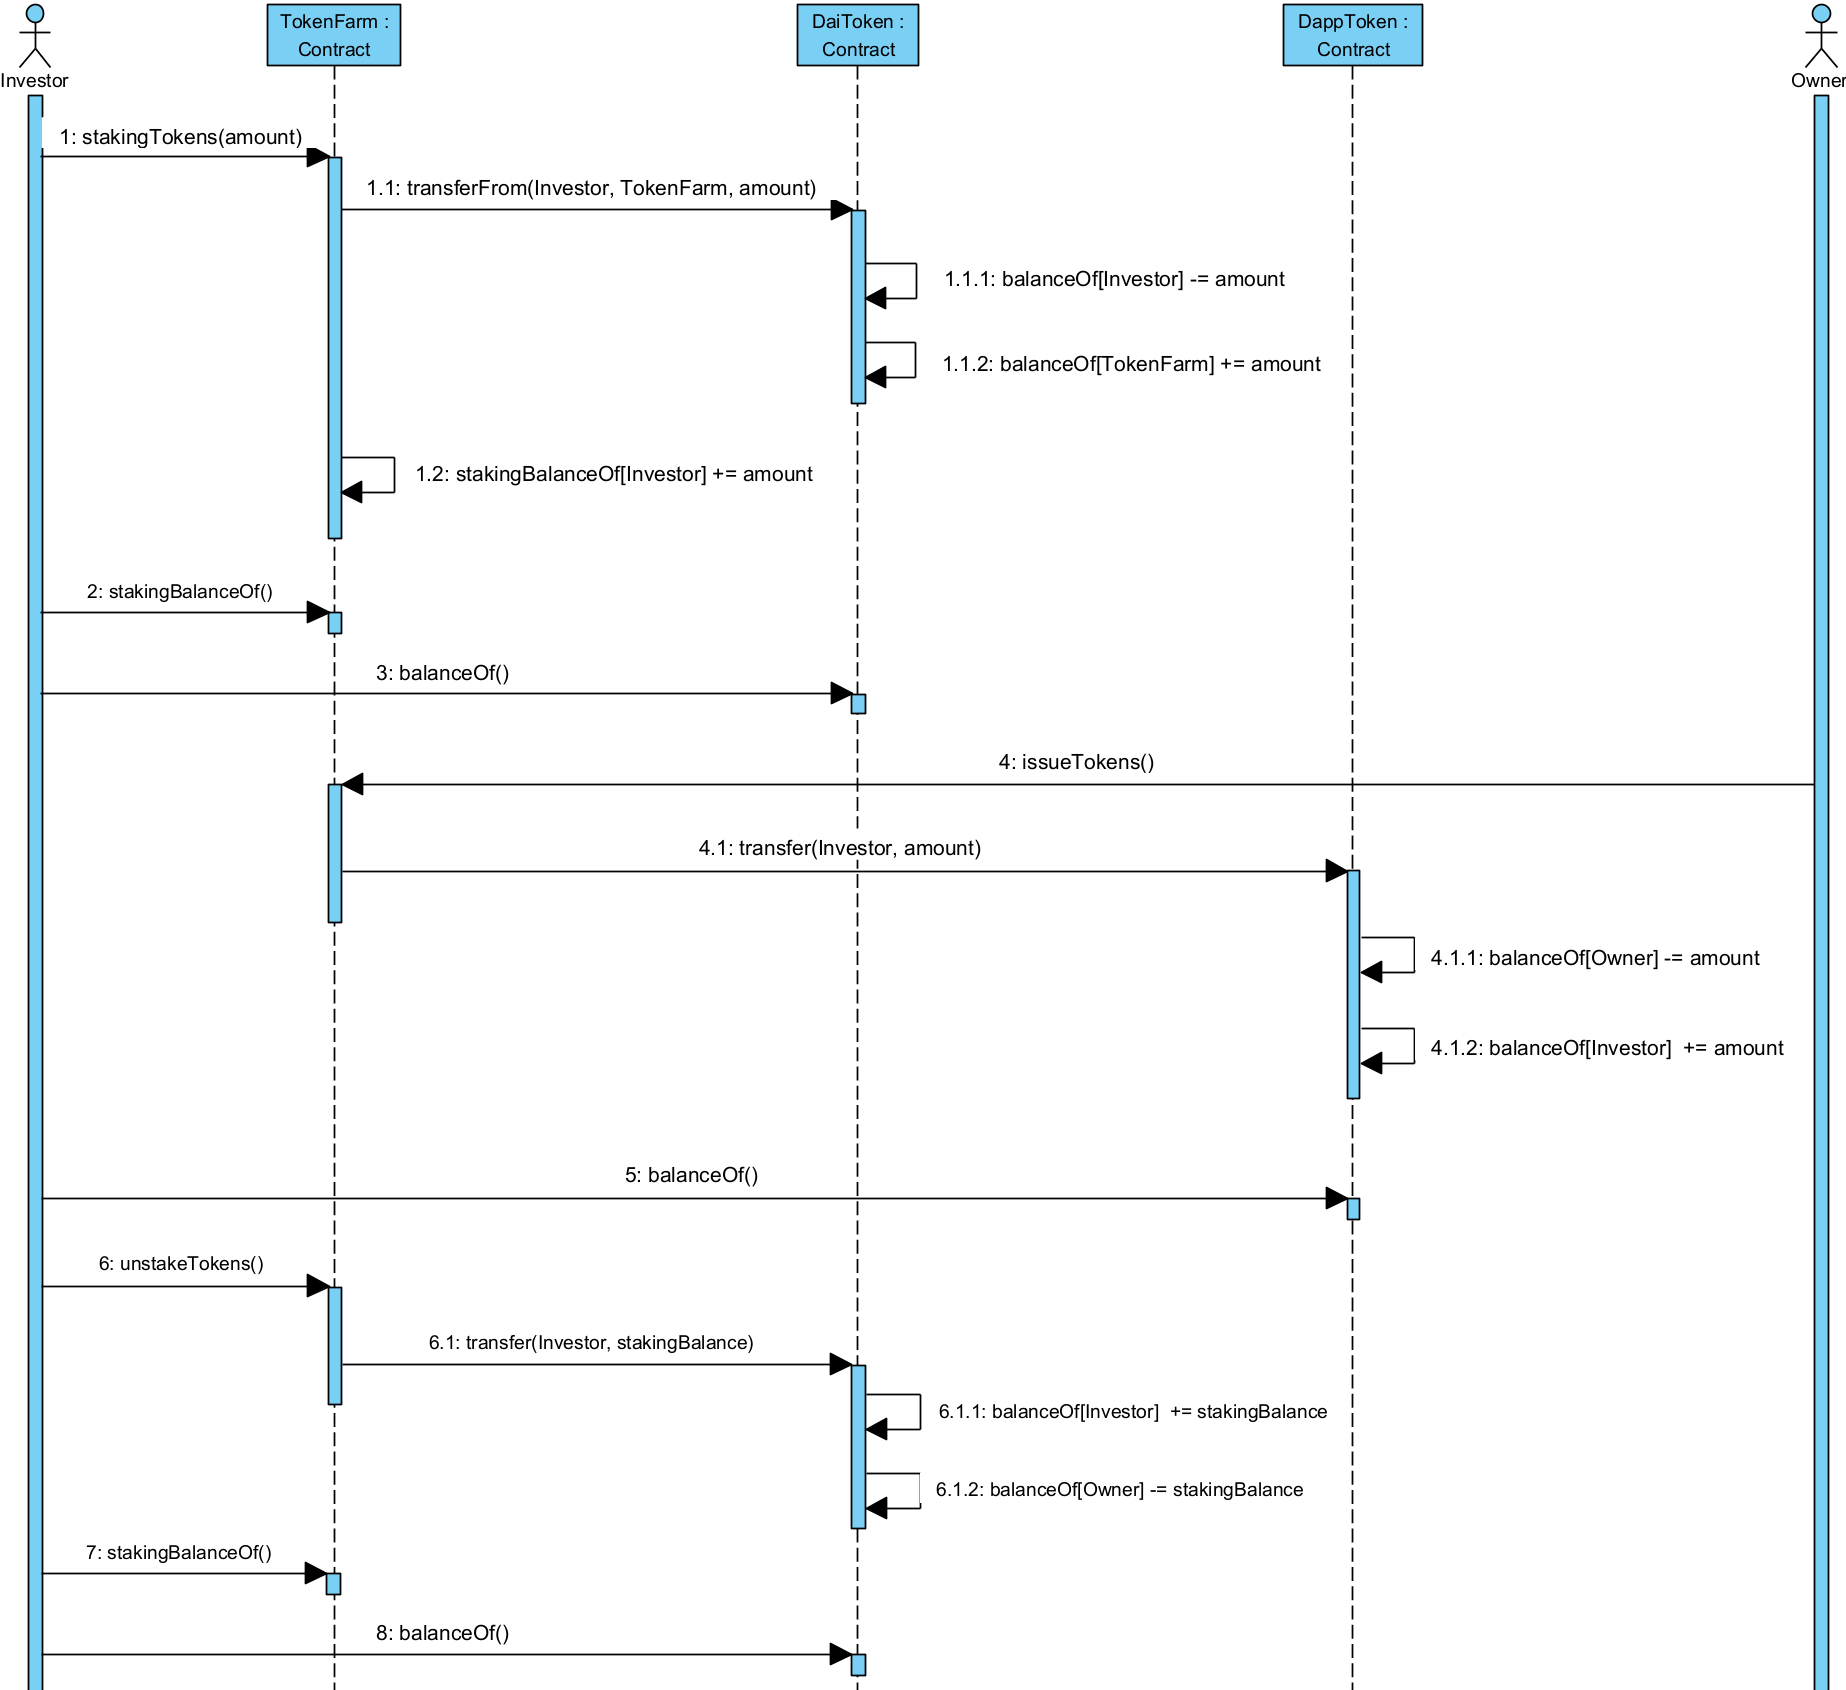 Investor
TokenFarm :
Contract
DaiToken :
Contract
DappToken :
Contract
Owner
1: stakingTokens(amount)
1.1: transferFrom(Investor, TokenFarm, amount)
1.1.1: balanceOf[Investor] -= amount
1.1.2: balanceOf[TokenFarm] += amount
1.2: stakingBalanceOf[Investor] += amount
2: stakingBalanceOf()
3: balanceOf()
4: issueTokens()
4.1: transfer(Investor, amount)
4.1.1: balanceOf[Owner] -= amount
4.1.2: balanceOf[Investor]  += amount
5: balanceOf()
6: unstakeTokens()
6.1: transfer(Investor, stakingBalance)
6.1.1: balanceOf[Investor]  += stakingBalance
6.1.2: balanceOf[Owner] -= stakingBalance
7: stakingBalanceOf()
8: balanceOf()